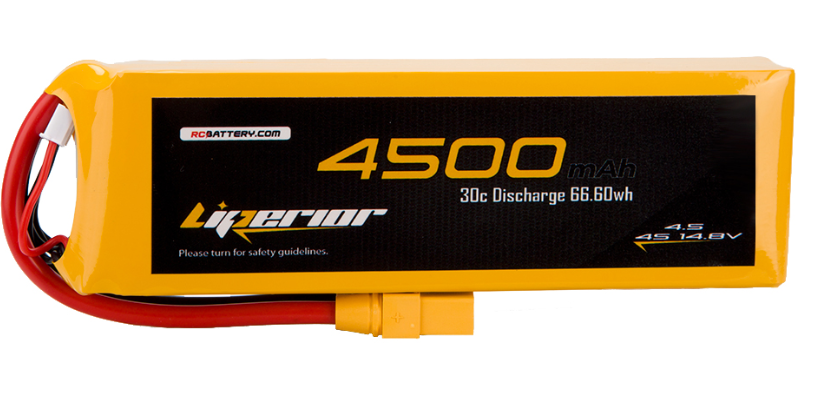 RCBATTERY.COM
4500mAh
30c Discharge 66.60wh
Liperior
Please turn for safety guidelines.
4.5
4S 14.8V